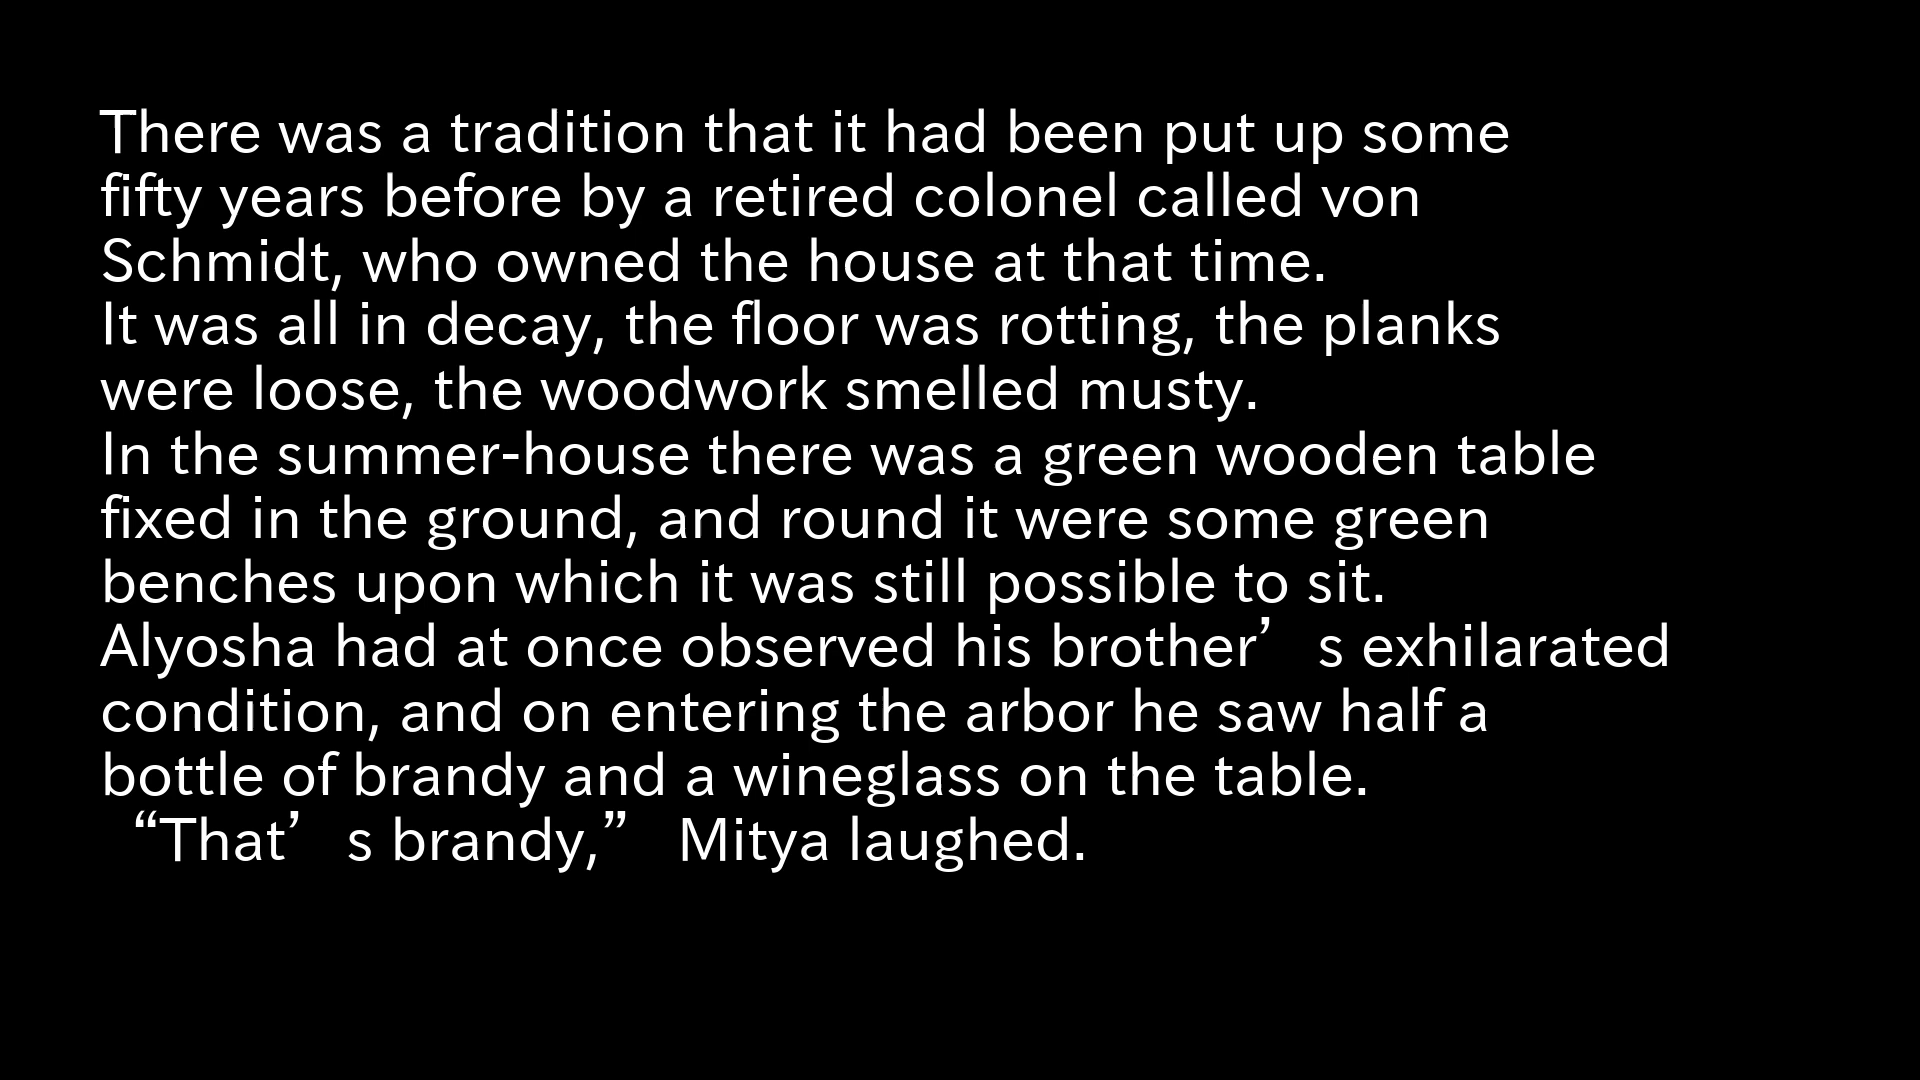 There was a tradition that it had been put up some
fifty years before by a retired colonel called von
Schmidt, who owned the house at that time.
It was all in decay, the floor was rotting, the planks
were loose, the woodwork smelled musty.
In the summer-house there was a green wooden table
fixed in the ground, and round it were some green
benches upon which it was still possible to sit.
Alyosha had at once observed his brother’s exhilarated
condition, and on entering the arbor he saw half a
bottle of brandy and a wineglass on the table.
“That’s brandy,” Mitya laughed.